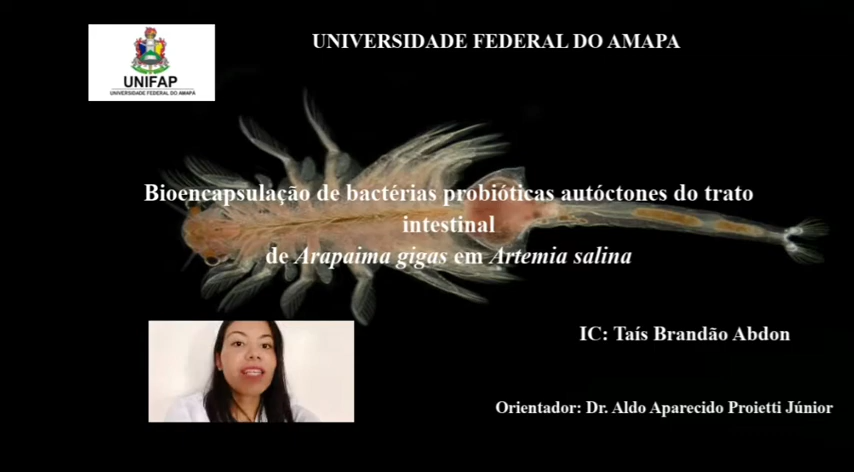 UNIFAP
UNIVERSIDADE FEDERAL DO AMAPÁ
UNIVERSIDADE FEDERAL DO AMAPA
Bioencapsulação de bactérias probióticas autóctones do trato
intestinal
de Arapaima gigas em Artemia salina
IC: Taís Brandão Abdon
Orientador: Dr. Aldo Aparecido Proietti Júnior